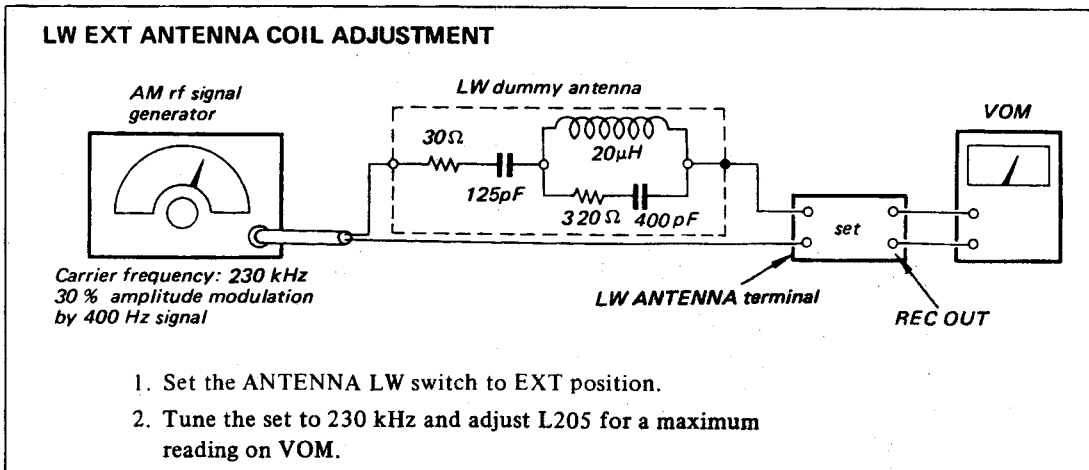 LW EXT ANTENNA COIL ADJUSTMENT
AM rf signal
generator
LW dummy antenna
VOM
30Ω
20μH
125pF
320Ω
400pF
set
Carrier frequency: 230 kHz
30 % amplitude modulation
by 400 Hz signal
LW ANTENNA terminal
REC OUT
1. Set the ANTENNA LW switch to EXT position.
2. Tune the set to 230 kHz and adjust L205 for a maximum
reading on VOM.